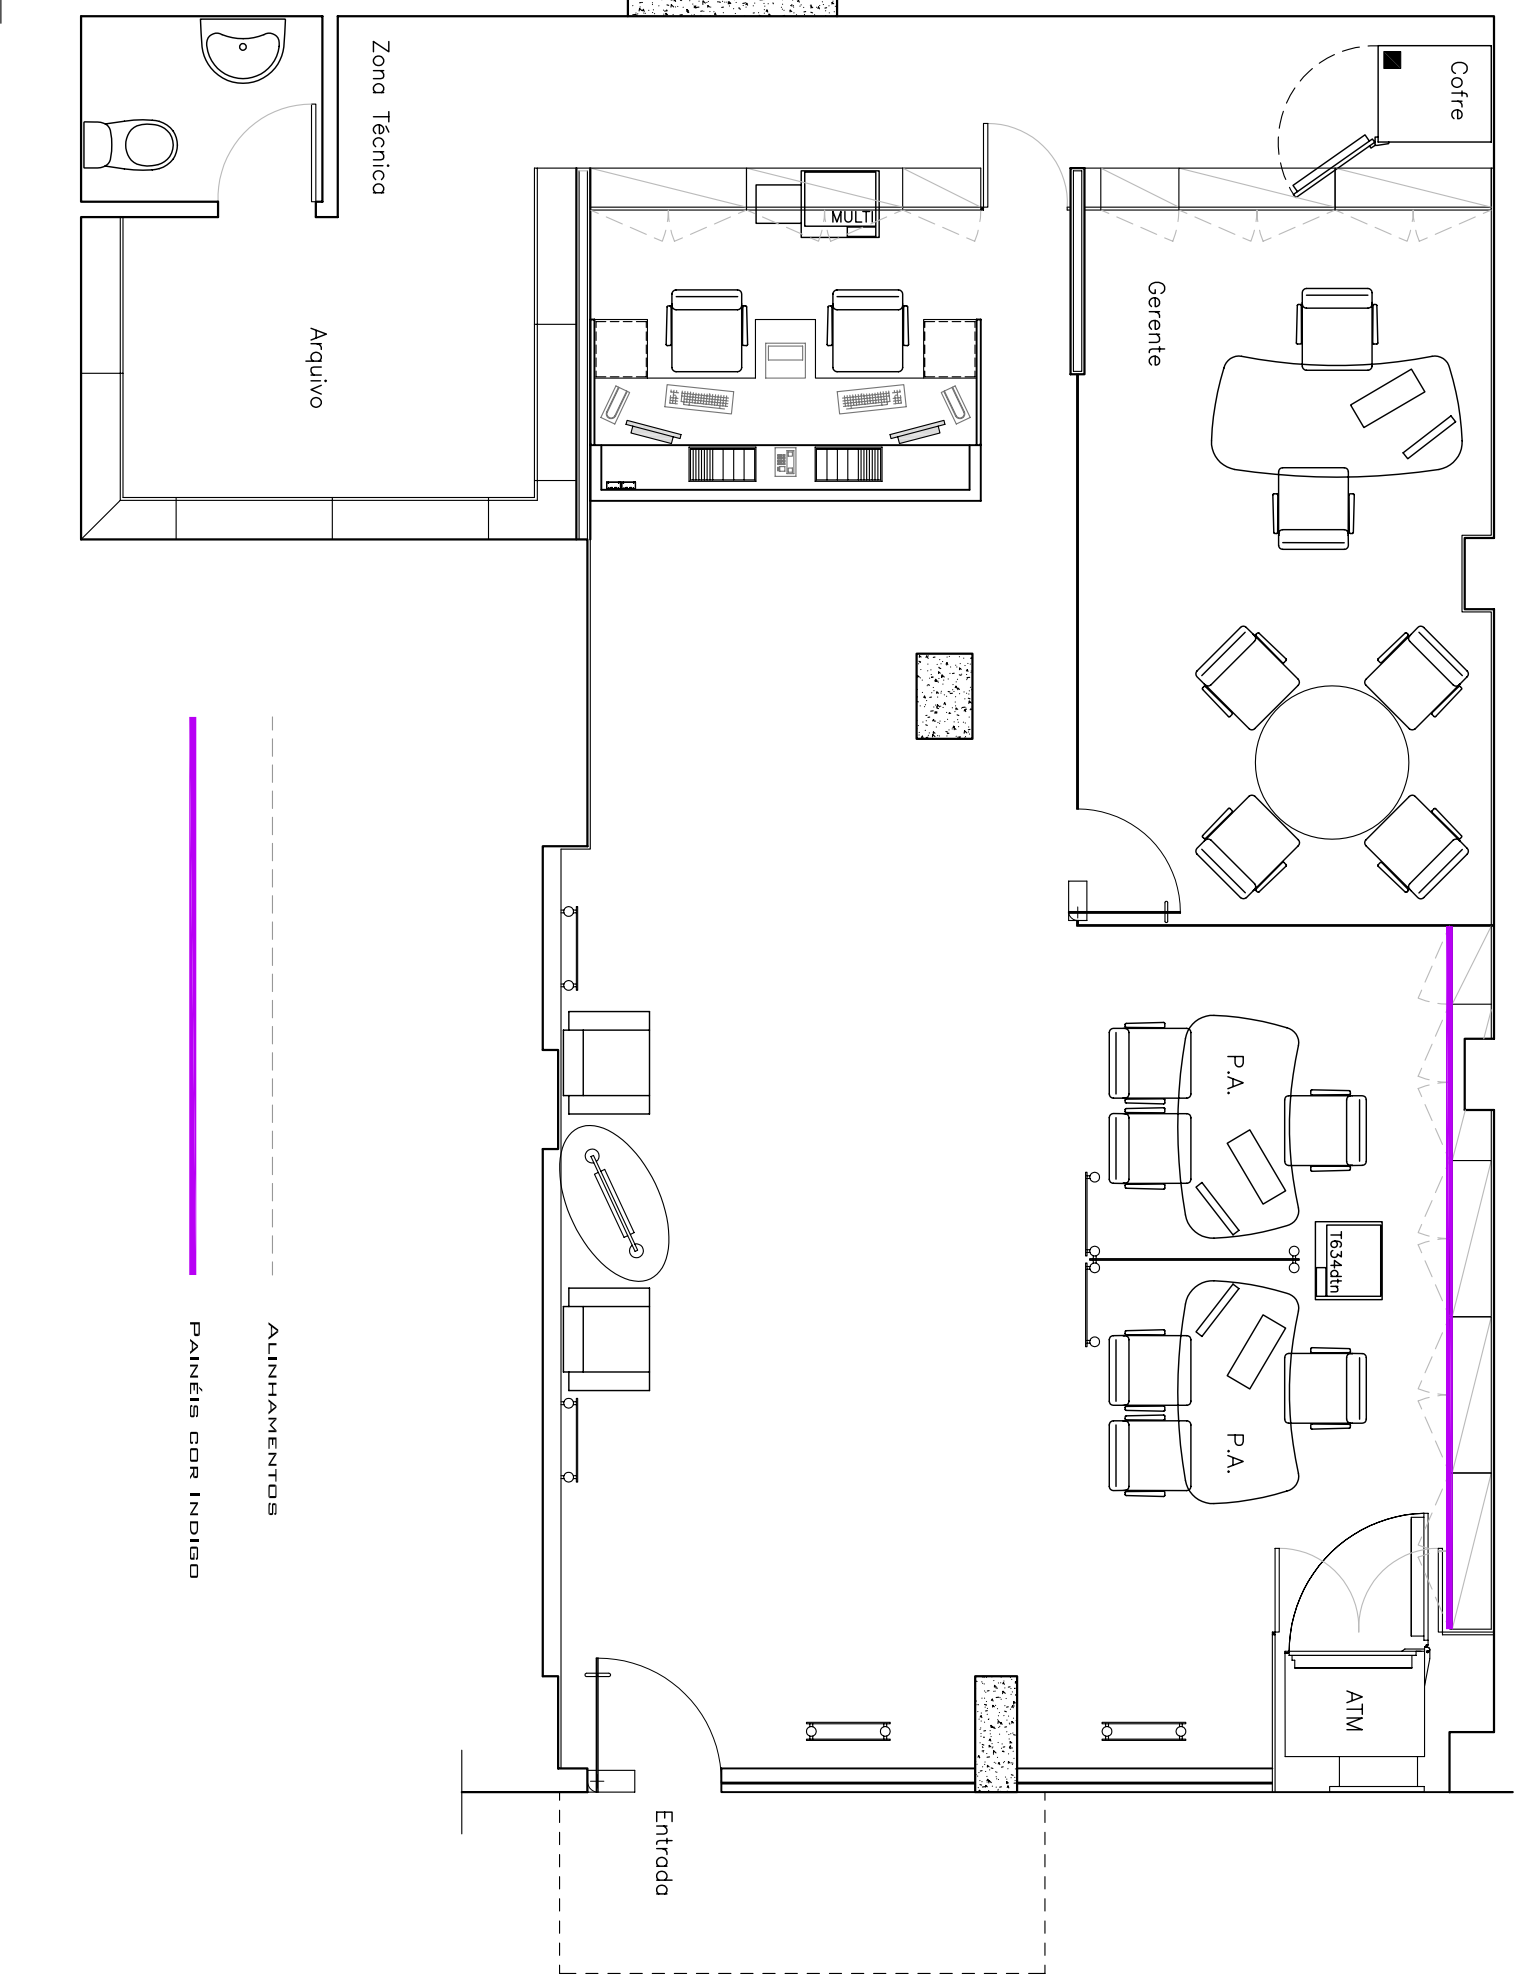 Zona Técnica
Cofre
MULTI
Gerente
Arquivo
P.A.
T634dtn
P.A.
ATM
Entrada
ALINHAMENTOS
PAINÉIS COR INDIGO